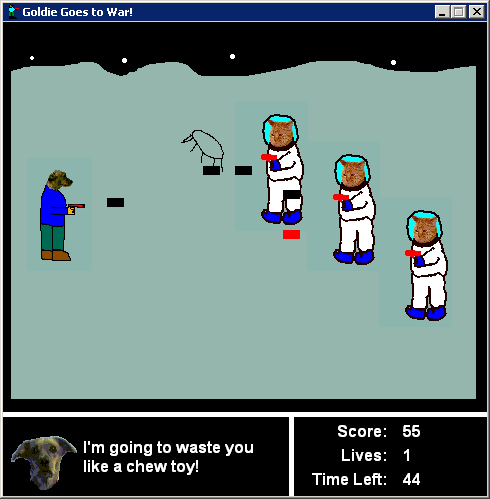 Goldie Goes to War!
I'm going to waste you
like a chew toy!
Score: 55
Lives: 1
Time Left: 44